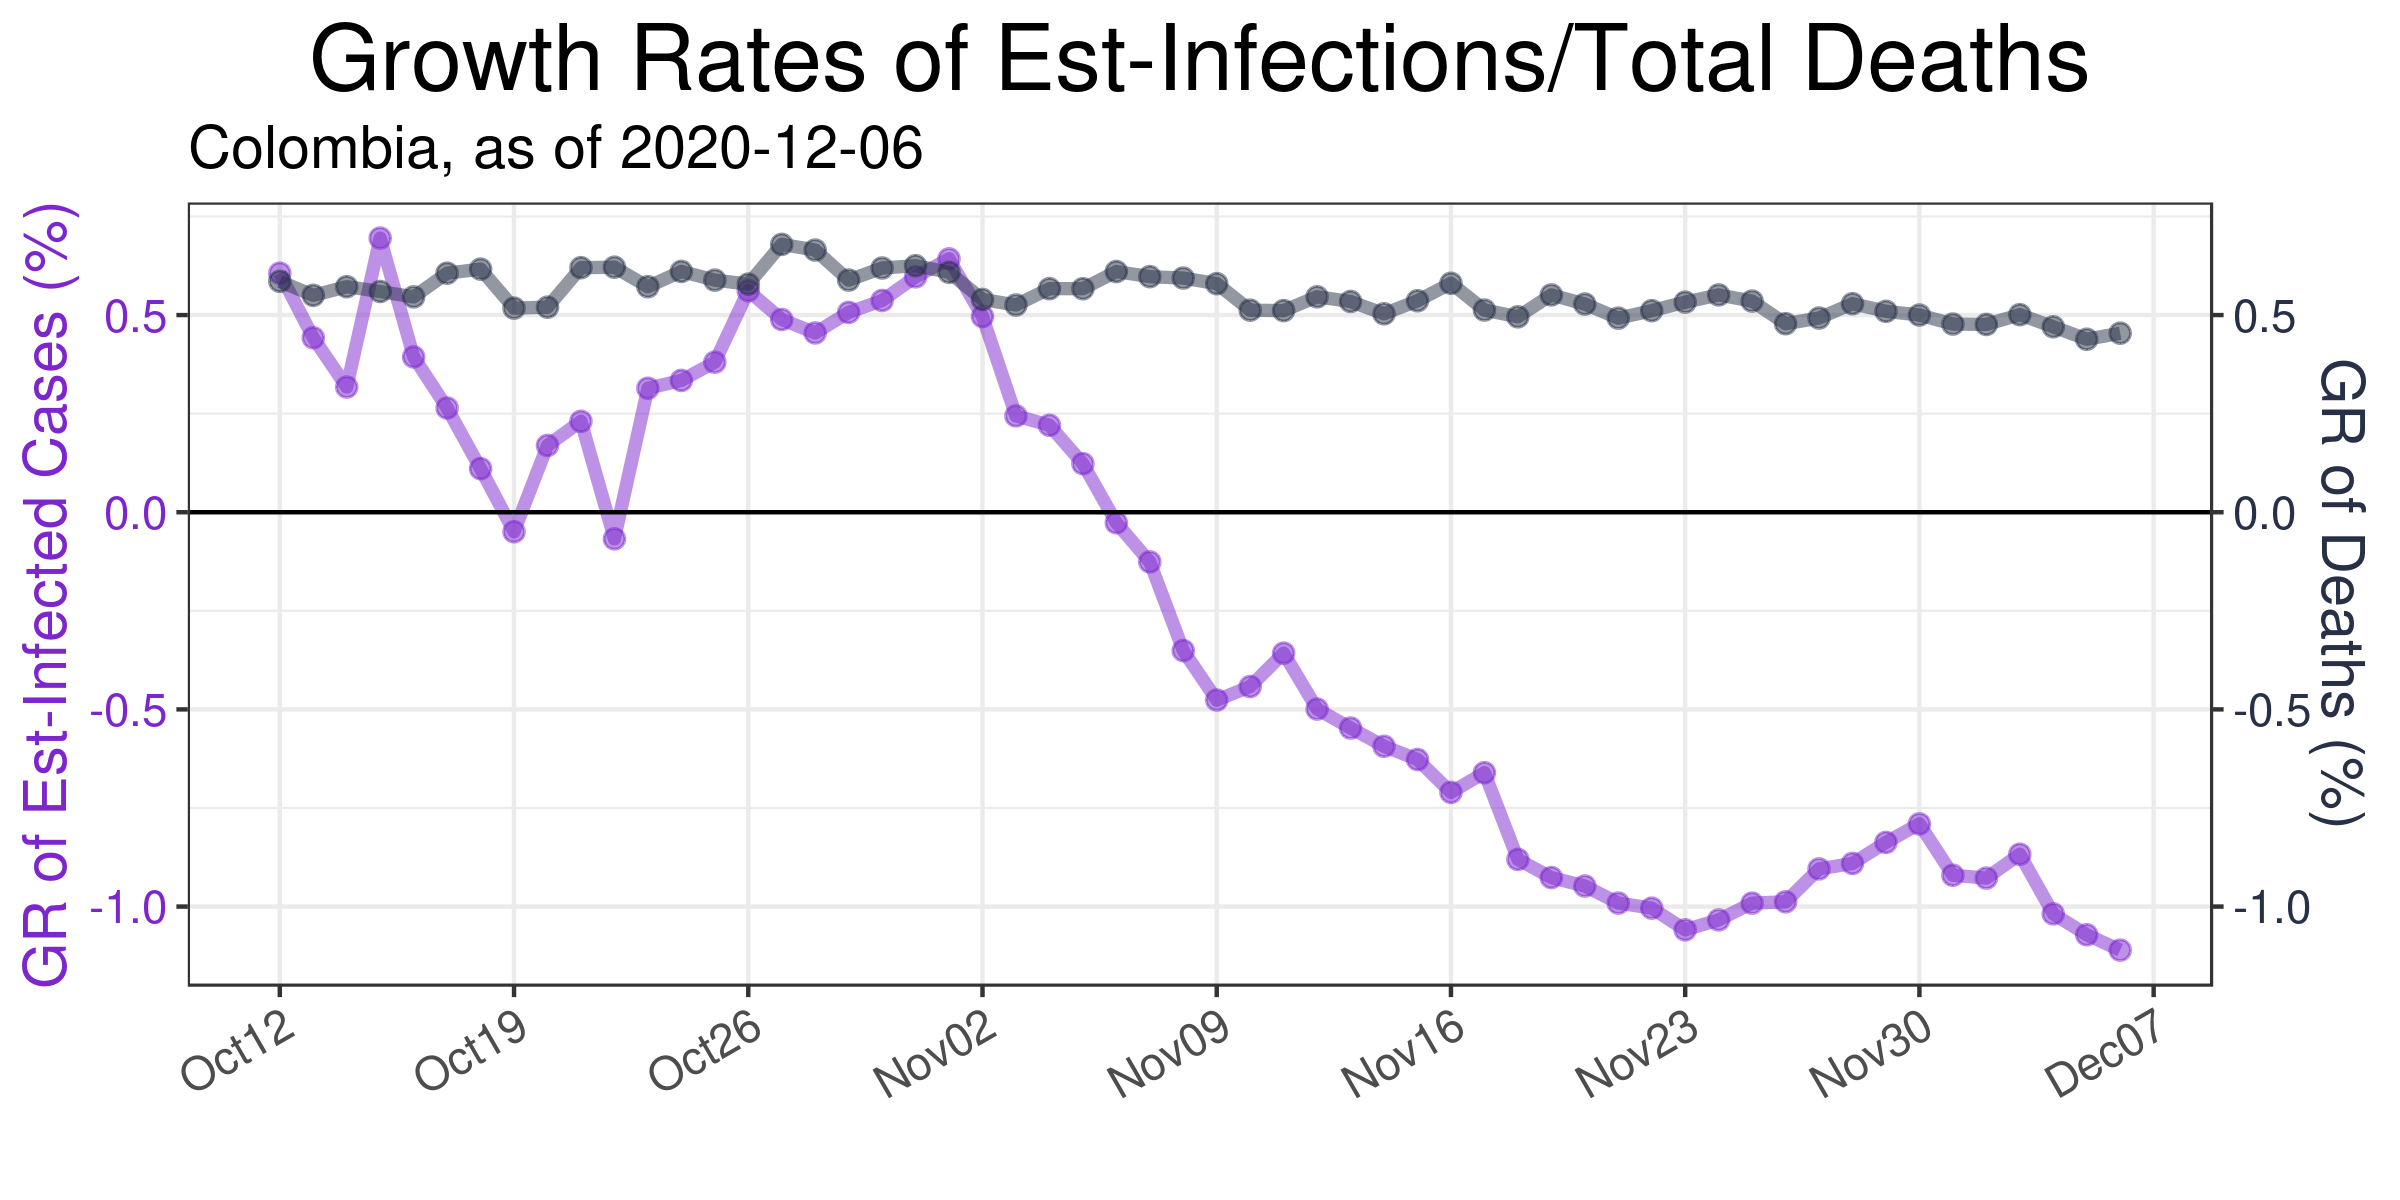 Growth Rates of Est-Infections/Total Deaths
Colombia, as of 2020-12-06
GR of Est-Infected Cases (%)
0.5
0.0
-0.5
-1.0
0.5
0.0
-0.5
-1.0
GR of Deaths (%)
Oct12
Oct19
Oct26
Nov02
Nov09
Nov16
Nov23
Nov30
Dec07